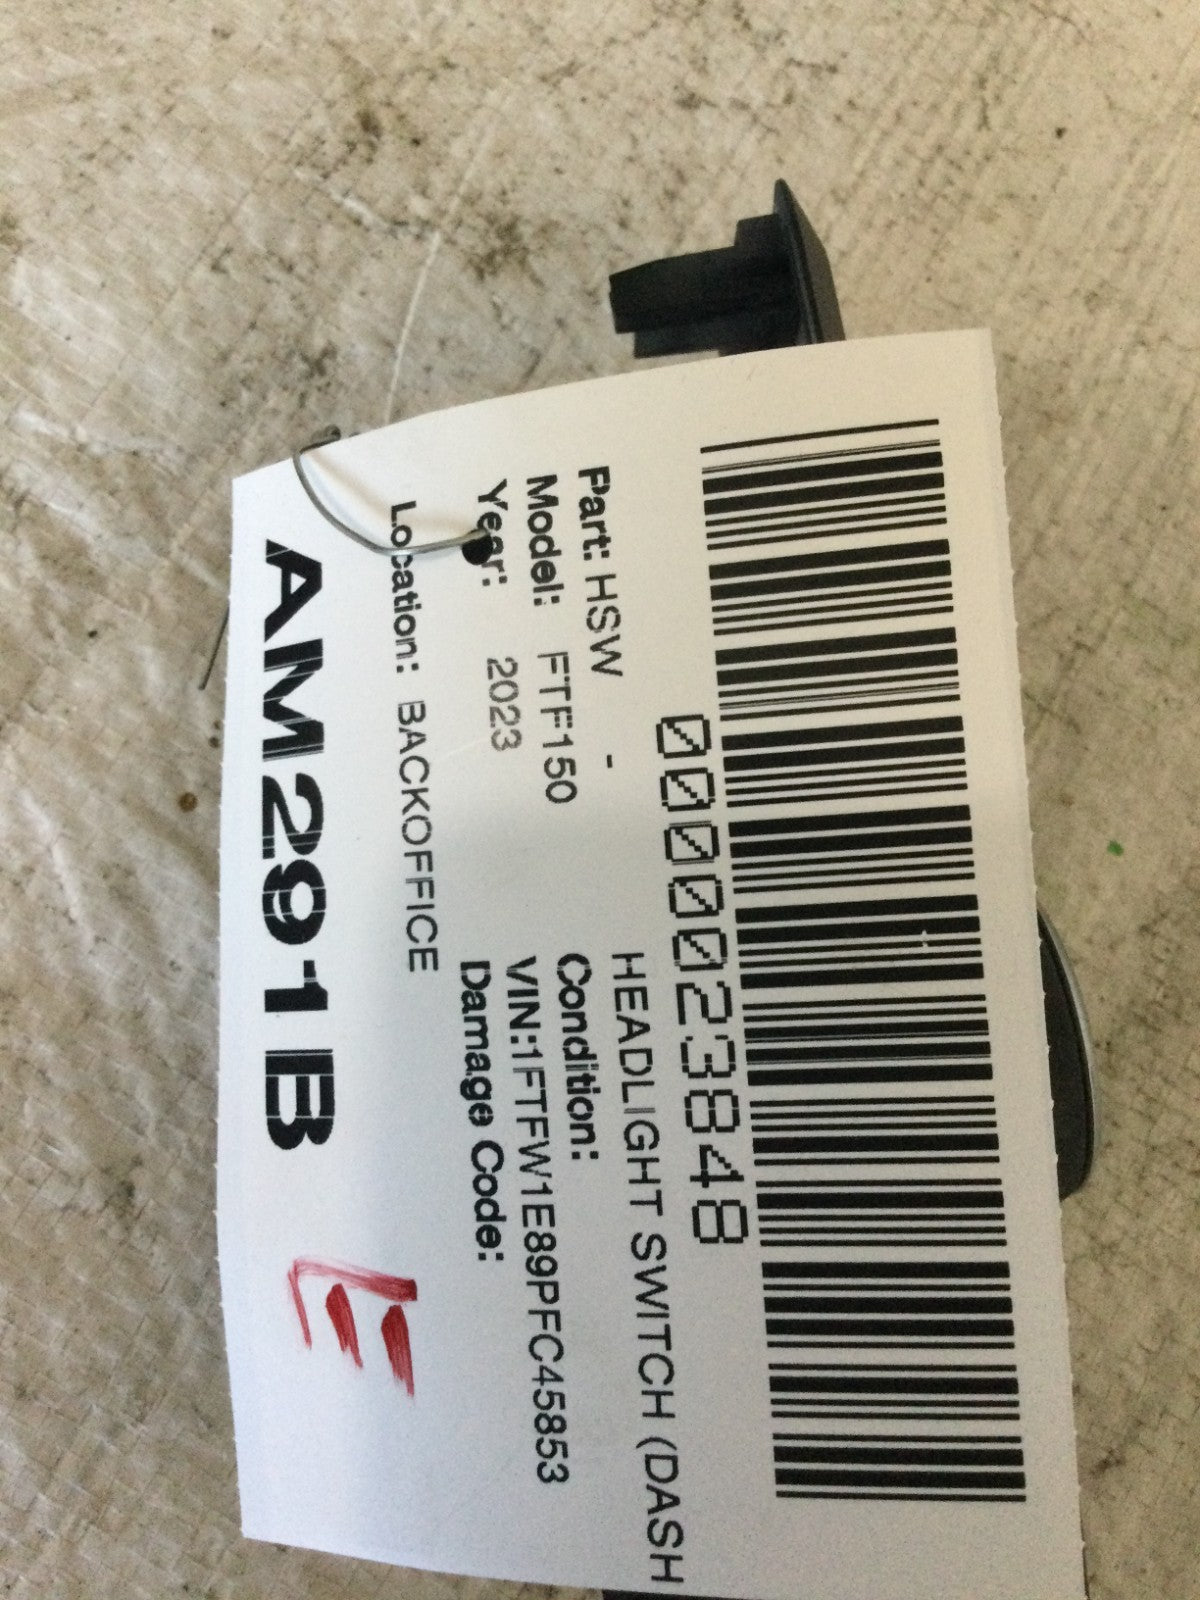 0000023848
Part: HSW - HEADLIGHT SWITCH (DASH
Model: FTF150 Condition:
Year: 2023 VIN:1FTFW1E89PFC45853
Damage Code:
Location: BACKOFFICE
AM291B E